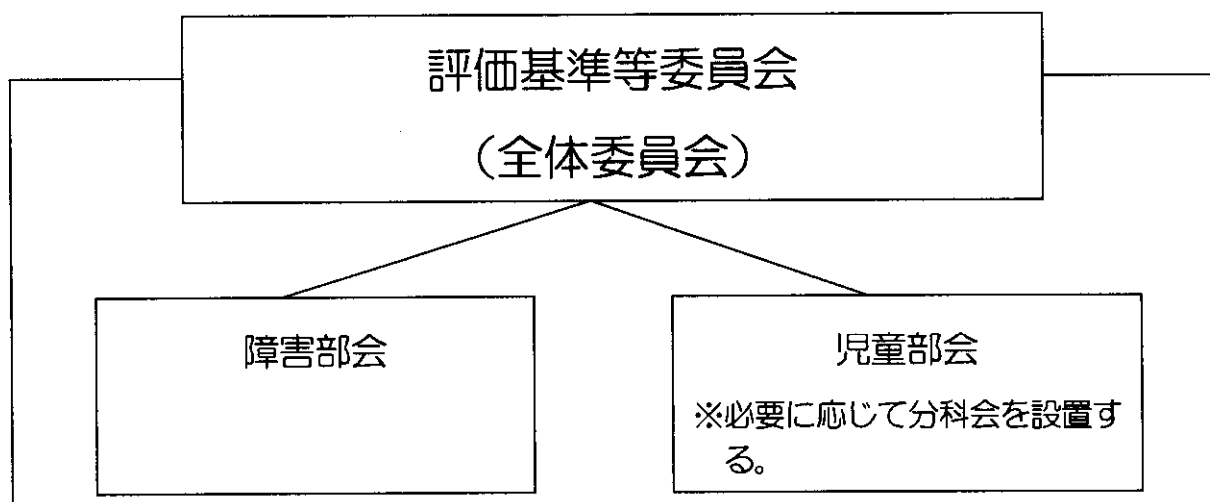 評価基準等委員会
（全体委員会）
障害部会
児童部会
※必要に応じて分科会を設置す
る。